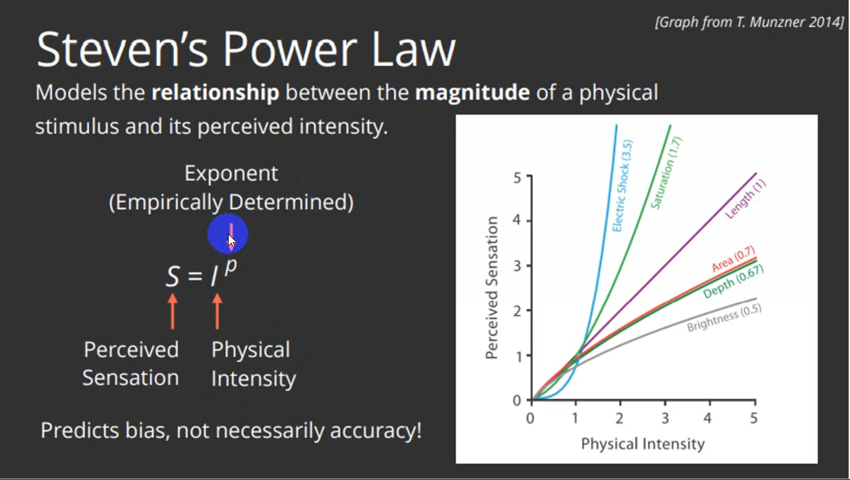 [Graph from T. Munzner 2014]
Steven's Power Law
Models the relationship between the magnitude of a physical
stimulus and its perceived intensity.
Exponent
(Empirically Determined)
S = I p
Perceived
Sensation
Physical
Intensity
Predicts bias, not necessarily accuracy!
Perceived Sensation
5
4
3
2
1
0
Electric Shock (3.5)
Saturation (1.7)
Length (1)
Area (0.7)
Depth (0.67)
Brightness (0.5)
0 1 2 3 4 5
Physical Intensity